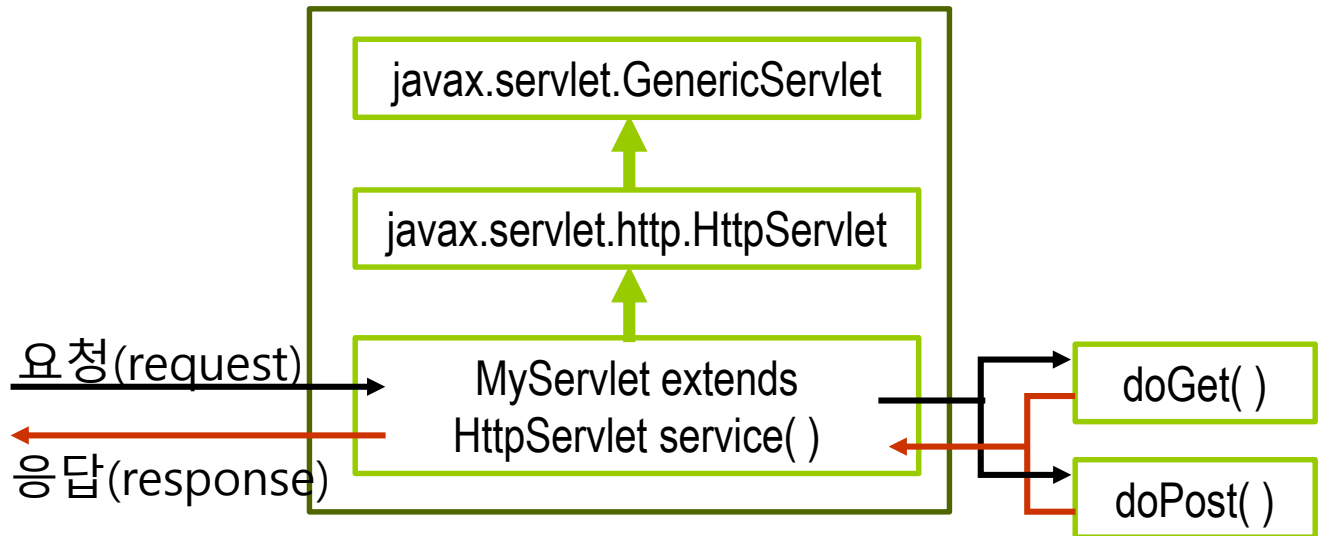 javax.servlet.GenericServlet
javax.servlet.http.HttpServlet
요청(request)
MyServlet extends
HttpServlet service( )
응답(response)
doGet( )
doPost( )